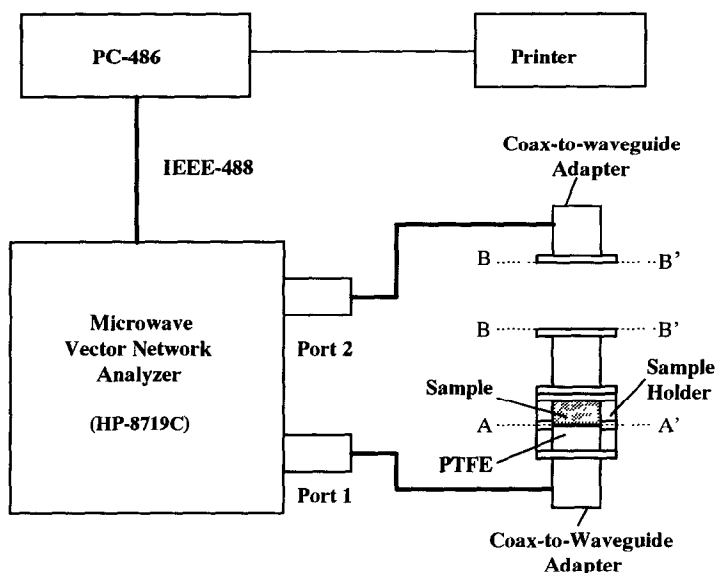 PC-486
Printer
IEEE-488
Coax-to-waveguide
Adapter
B
B'
Microwave
Vector Network
Analyzer
(HP-8719C)
Port 2
B
B'
Sample
Sample
Holder
A
A'
PTFE
Port 1
Coax-to-Waveguide
Adapter